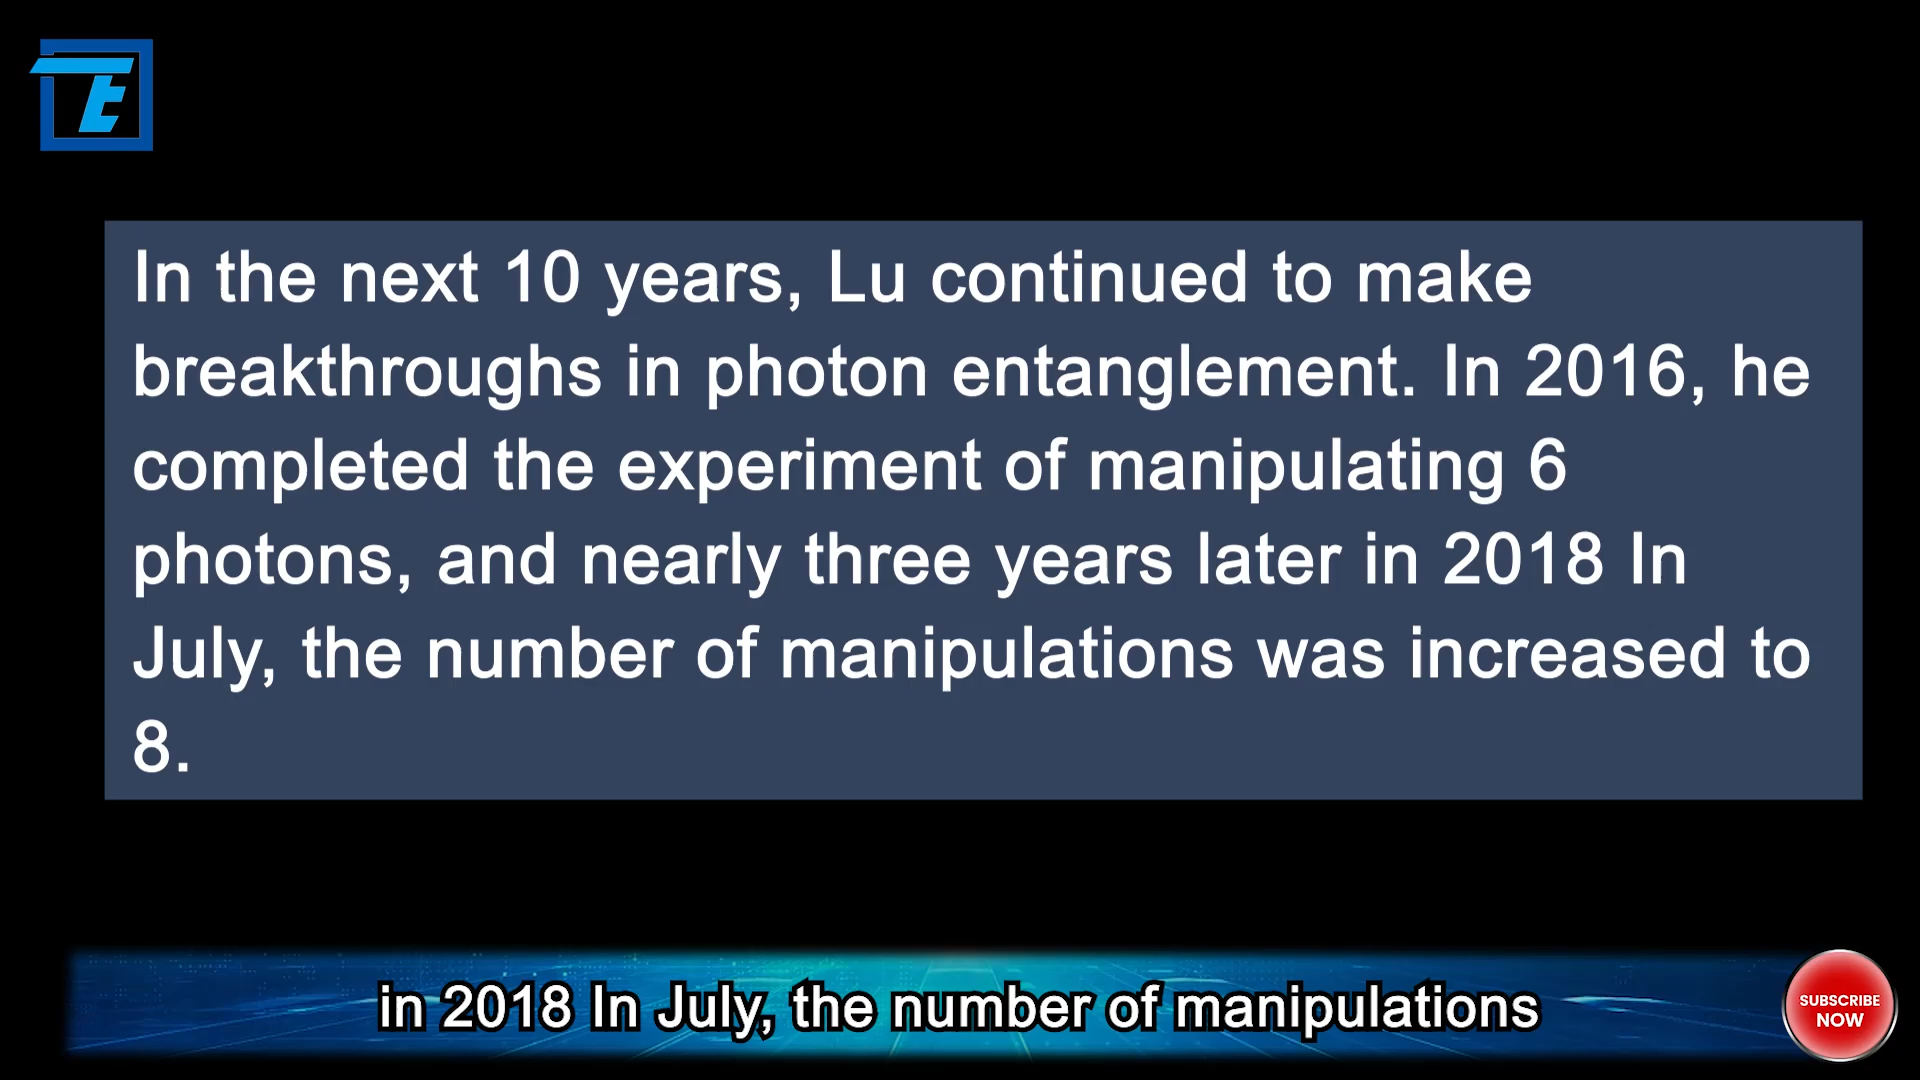 TE
In the next 10 years, Lu continued to make
breakthroughs in photon entanglement. In 2016, he
completed the experiment of manipulating 6
photons, and nearly three years later in 2018 In
July, the number of manipulations was increased to
8.
in 2018 In July, the number of manipulations
SUBSCRIBE
NOW